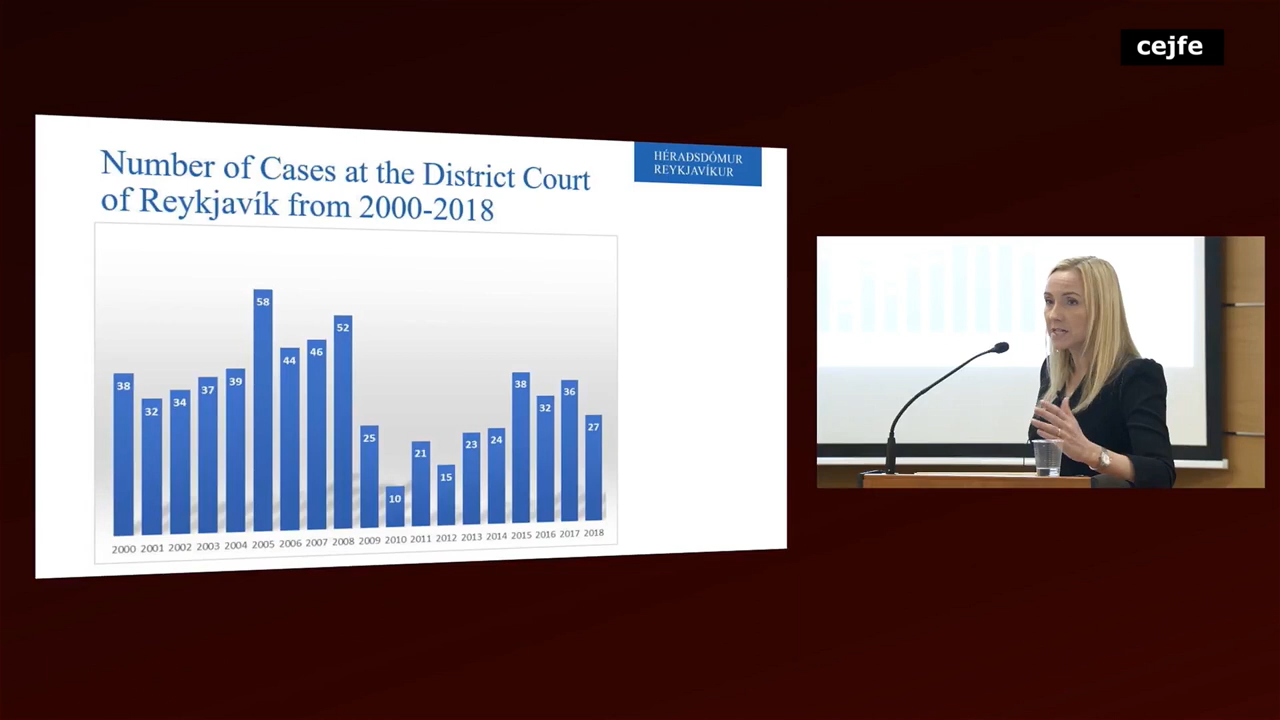 cejfe
Number of Cases at the District Court
of Reykjavík from 2000-2018
HÉRAÐSDÓMUR
REYKJAVÍKUR
38 32 34 37 39 58 44 46 52 25 10 21 15 23 24 38 32 36 27
2000 2001 2002 2003 2004 2005 2006 2007 2008 2009 2010 2011 2012 2013 2014 2015 2016 2017 2018